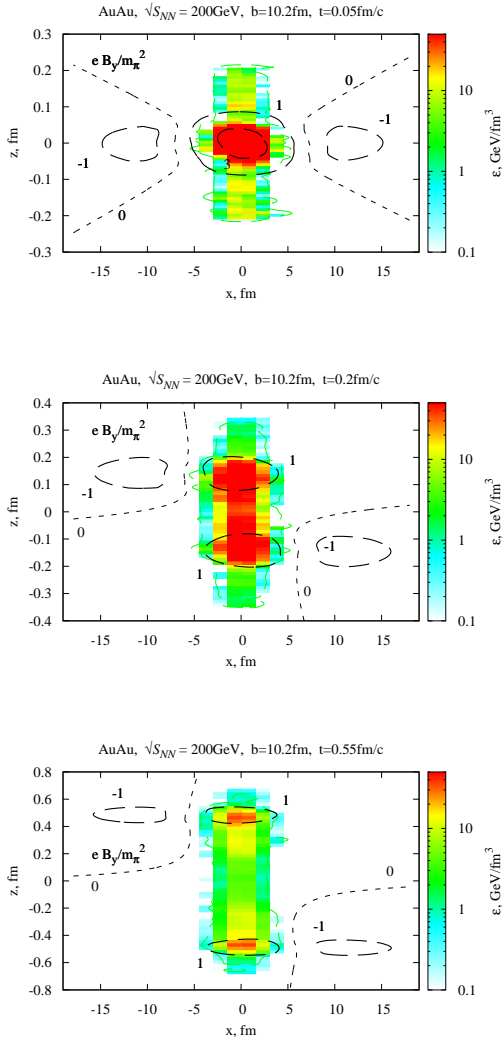 AuAu, √S_NN = 200GeV, b=10.2fm, t=0.05fm/c
e B_y/m_π^2
0
1
-1
-1
3
0
0.3
0.2
0.1
0
-0.1
-0.2
-0.3
z, fm
-15 -10 -5 0 5 10 15
x, fm
10
1
0.1
ε, GeV/fm^3
AuAu, √S_NN = 200GeV, b=10.2fm, t=0.2fm/c
e B_y/m_π^2
1
-1
0
-1
1
0
0.4
0.3
0.2
0.1
0
-0.1
-0.2
-0.3
-0.4
z, fm
-15 -10 -5 0 5 10 15
x, fm
10
1
0.1
ε, GeV/fm^3
AuAu, √S_NN = 200GeV, b=10.2fm, t=0.55fm/c
-1
1
e B_y/m_π^2
0
0
-1
1
0.8
0.6
0.4
0.2
0
-0.2
-0.4
-0.6
-0.8
z, fm
-15 -10 -5 0 5 10 15
x, fm
10
1
0.1
ε, GeV/fm^3